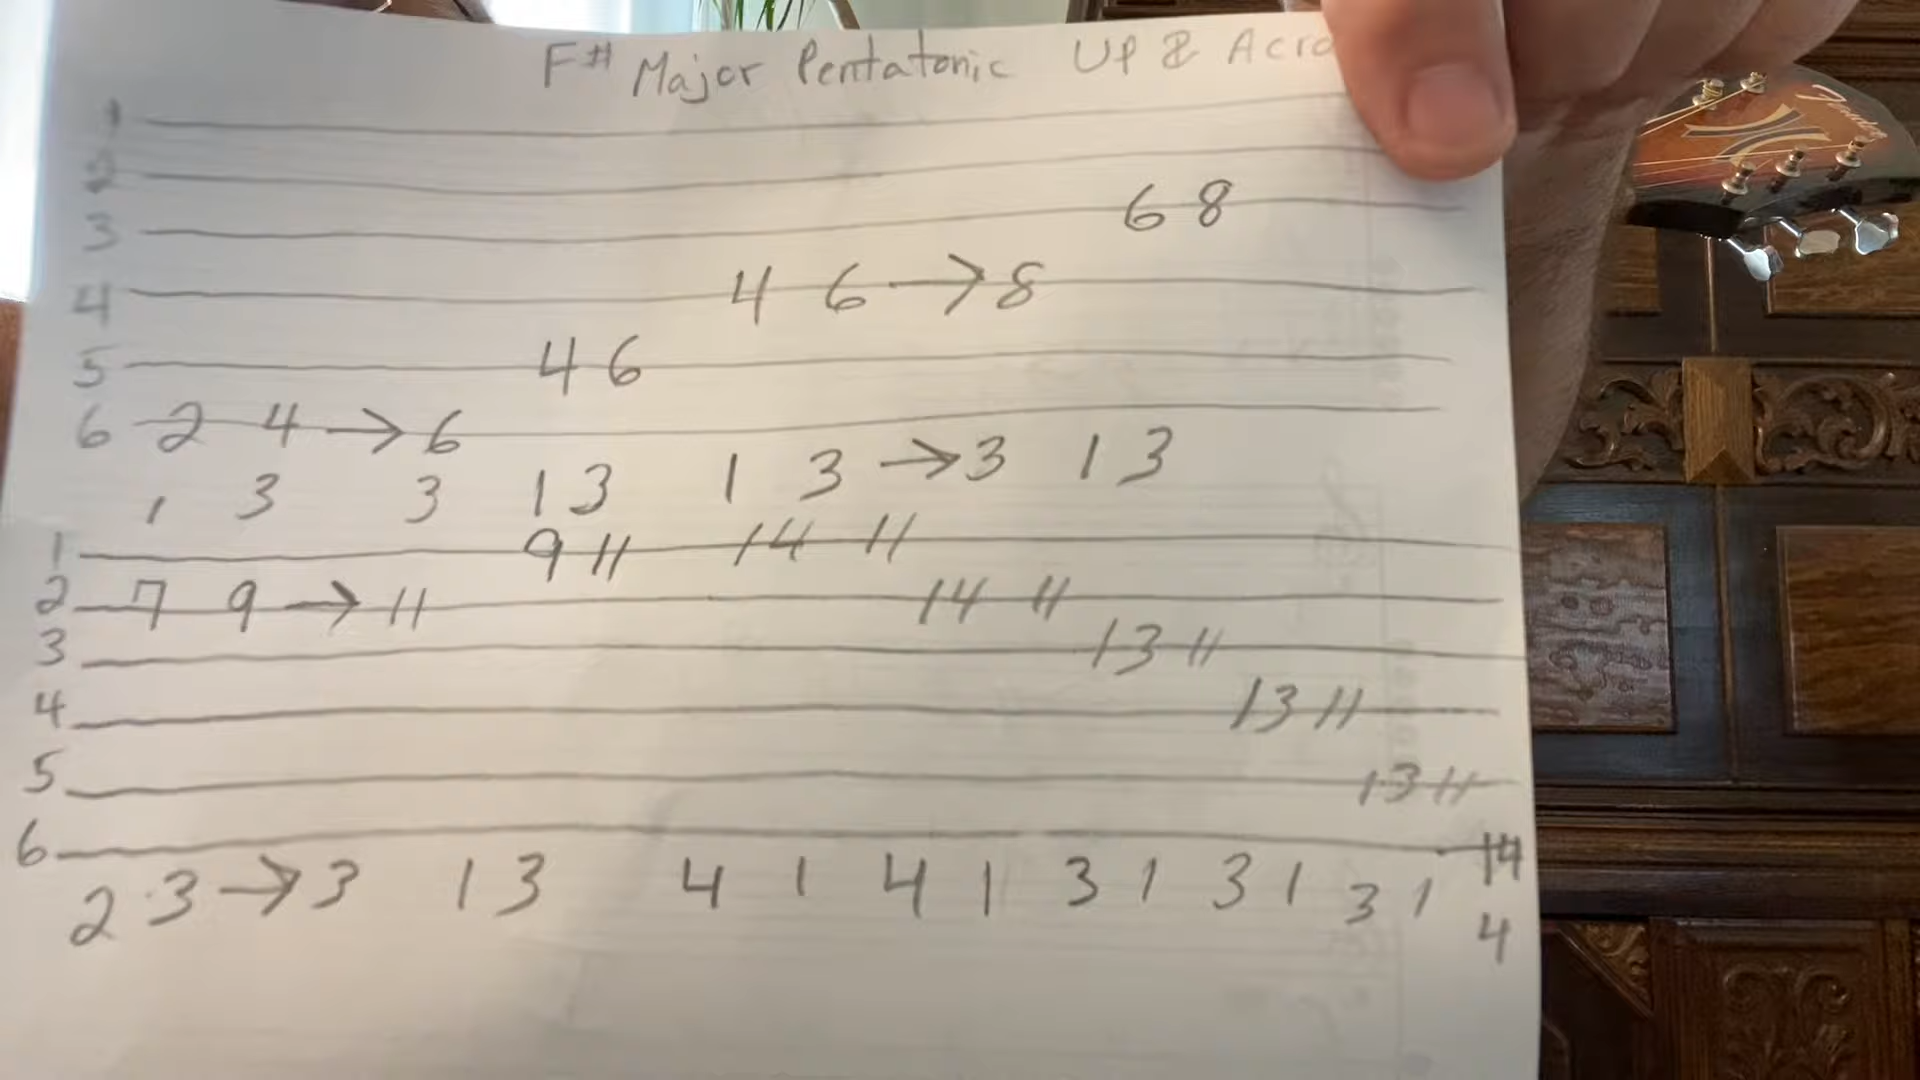 F# Major Pentatonic Up & Acro
1
2
3 6 8
4 4 6 → 8
5 4 6
6 2 4 → 6
1 3 3 1 3 1 3 → 3 1 3
1 9 11 14 11
2 7 9 → 11 14 11
3 13 11
4 13 11
5 13 11
6 14
2 3 → 3 1 3 4 1 4 1 3 1 3 1 3 1 4
Fender